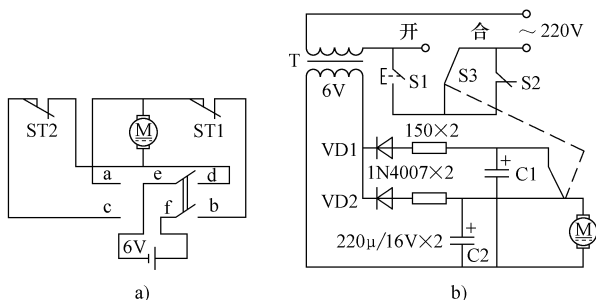 ST2
M
ST1
a
e
d
c
f
b
6V
a)
开
合
～220V
T
S1
S3
S2
6V
150×2
VD1
1N4007×2
C1
VD2
220μ/16V×2
C2
M
b)